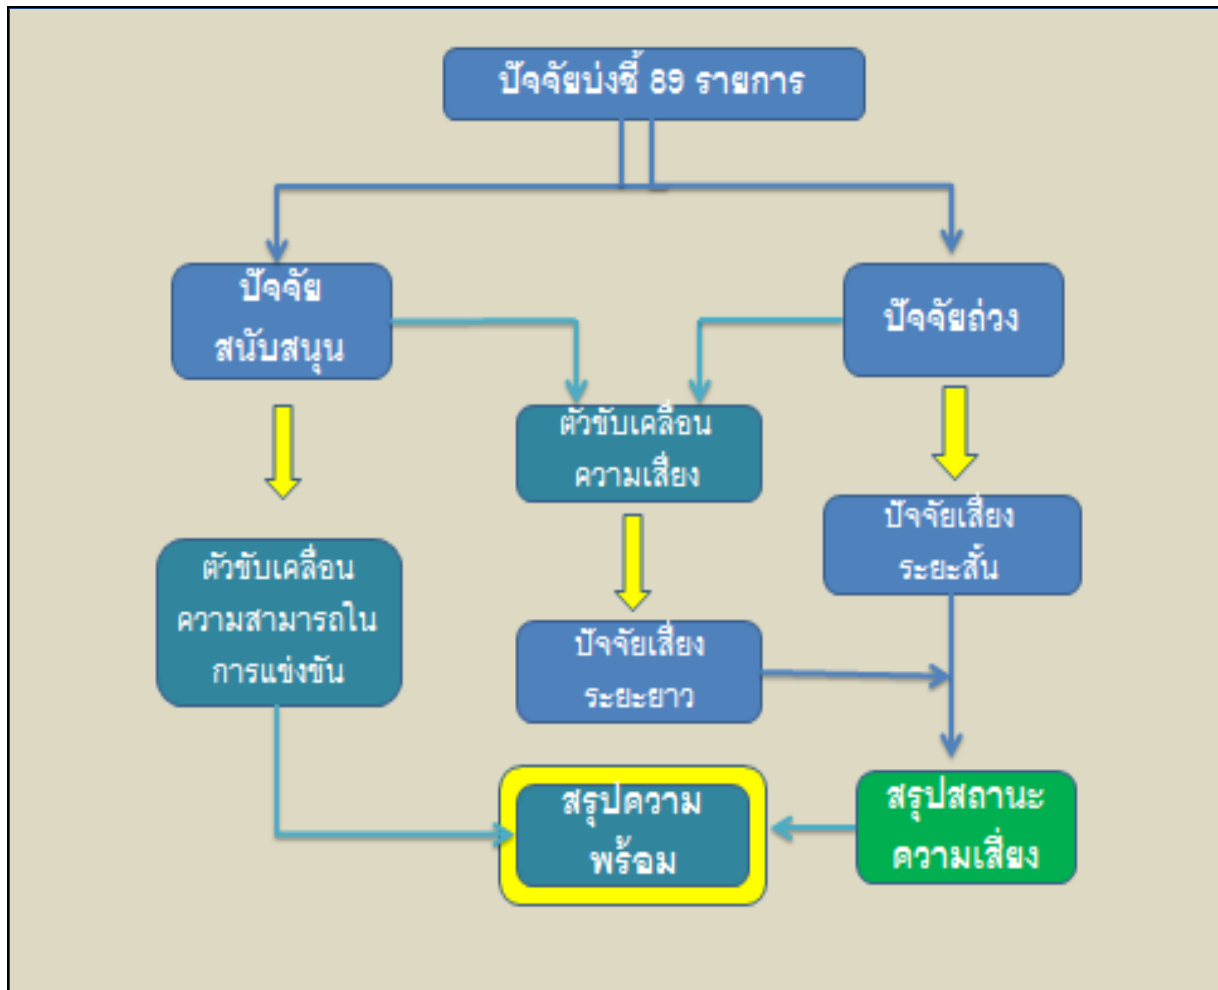 ปัจจัยบ่งชี้ 89 รายการ
ปัจจัย
สนับสนุน
ปัจจัยถ่วง
ตัวขับเคลื่อน
ความเสี่ยง
ปัจจัยเสี่ยง
ระยะสั้น
ตัวขับเคลื่อน
ความสามารถใน
การแข่งขัน
ปัจจัยเสี่ยง
ระยะยาว
สรุปความ
พร้อม
สรุปสถานะ
ความเสี่ยง